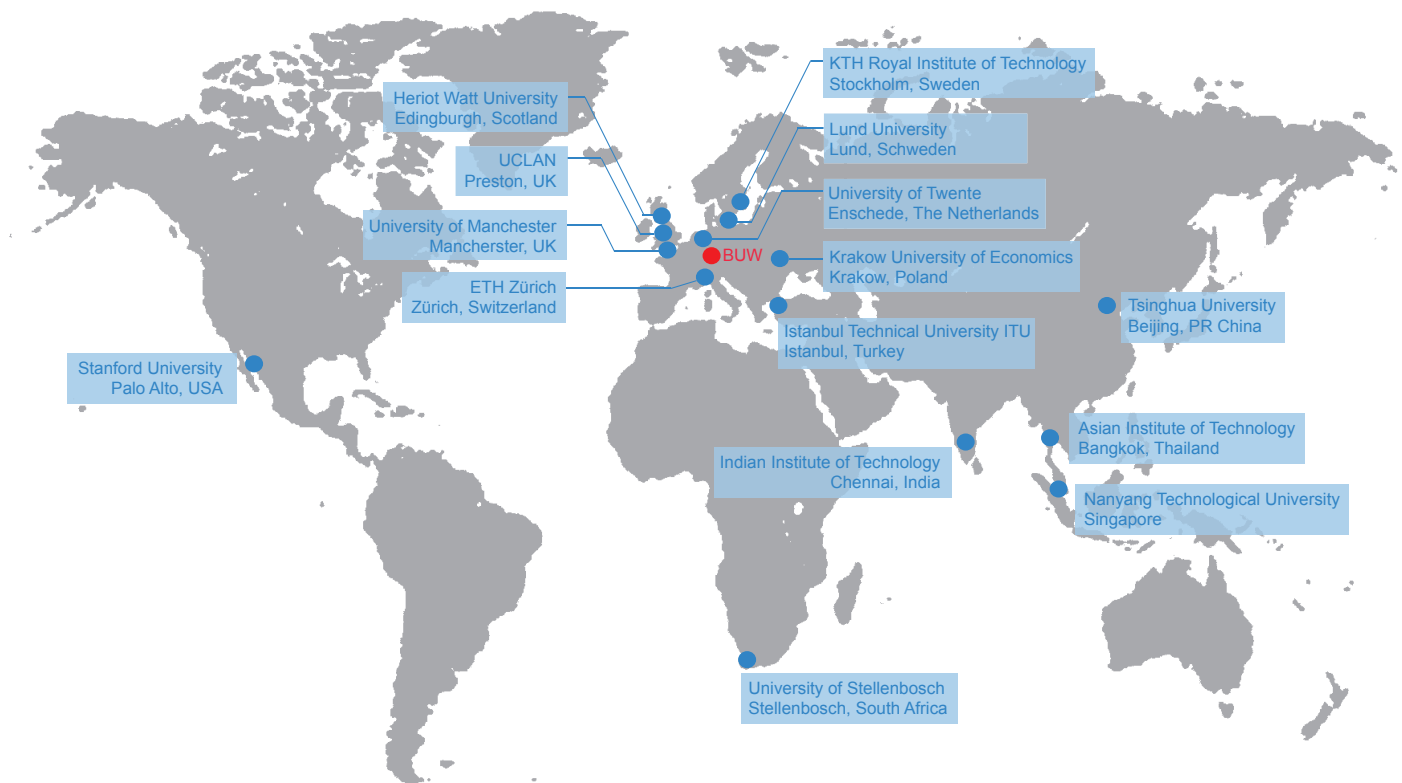 KTH Royal Institute of Technology
Stockholm, Sweden
Heriot Watt University
Edingburgh, Scotland
Lund University
Lund, Schweden
UCLAN
Preston, UK
University of Twente
Enschede, The Netherlands
University of Manchester
Mancherster, UK
BUW
Krakow University of Economics
Krakow, Poland
ETH Zürich
Zürich, Switzerland
Tsinghua University
Beijing, PR China
Istanbul Technical University ITU
Istanbul, Turkey
Stanford University
Palo Alto, USA
Asian Institute of Technology
Bangkok, Thailand
Indian Institute of Technology
Chennai, India
Nanyang Technological University
Singapore
University of Stellenbosch
Stellenbosch, South Africa